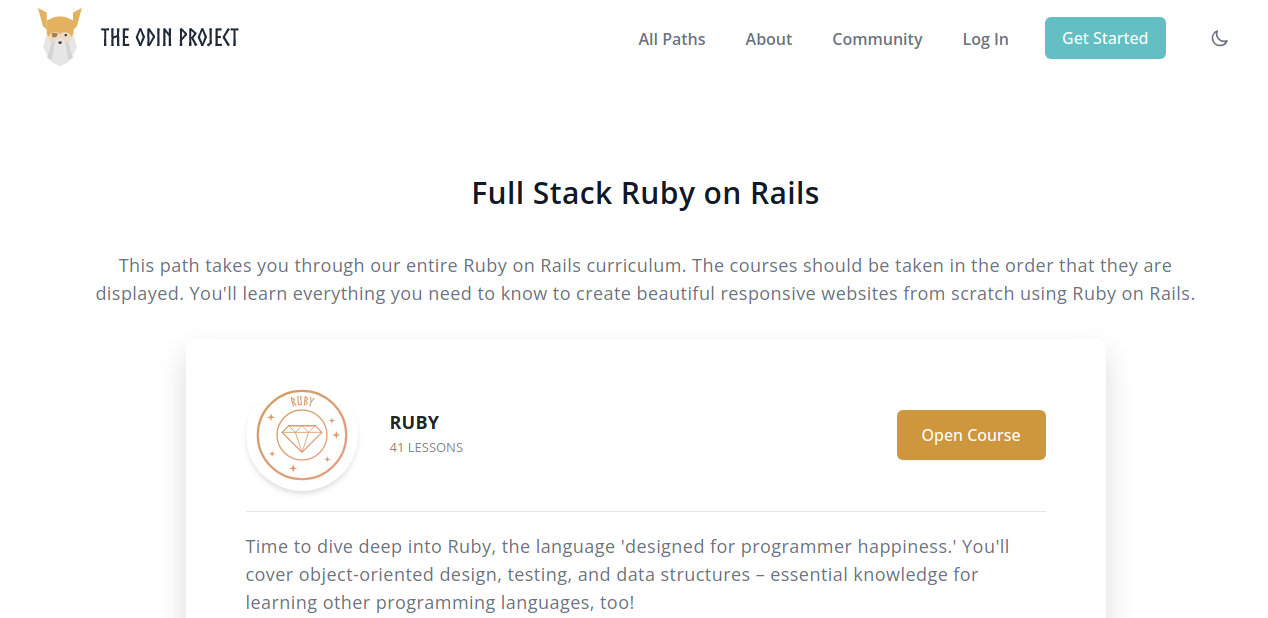 THE ODIN PROJECT
All Paths
About
Community
Log In
Get Started
Full Stack Ruby on Rails
This path takes you through our entire Ruby on Rails curriculum. The courses should be taken in the order that they are
displayed. You'll learn everything you need to know to create beautiful responsive websites from scratch using Ruby on Rails.
RUBY
RUBY
41 LESSONS
Open Course
Time to dive deep into Ruby, the language 'designed for programmer happiness.' You'll
cover object-oriented design, testing, and data structures – essential knowledge for
learning other programming languages, too!